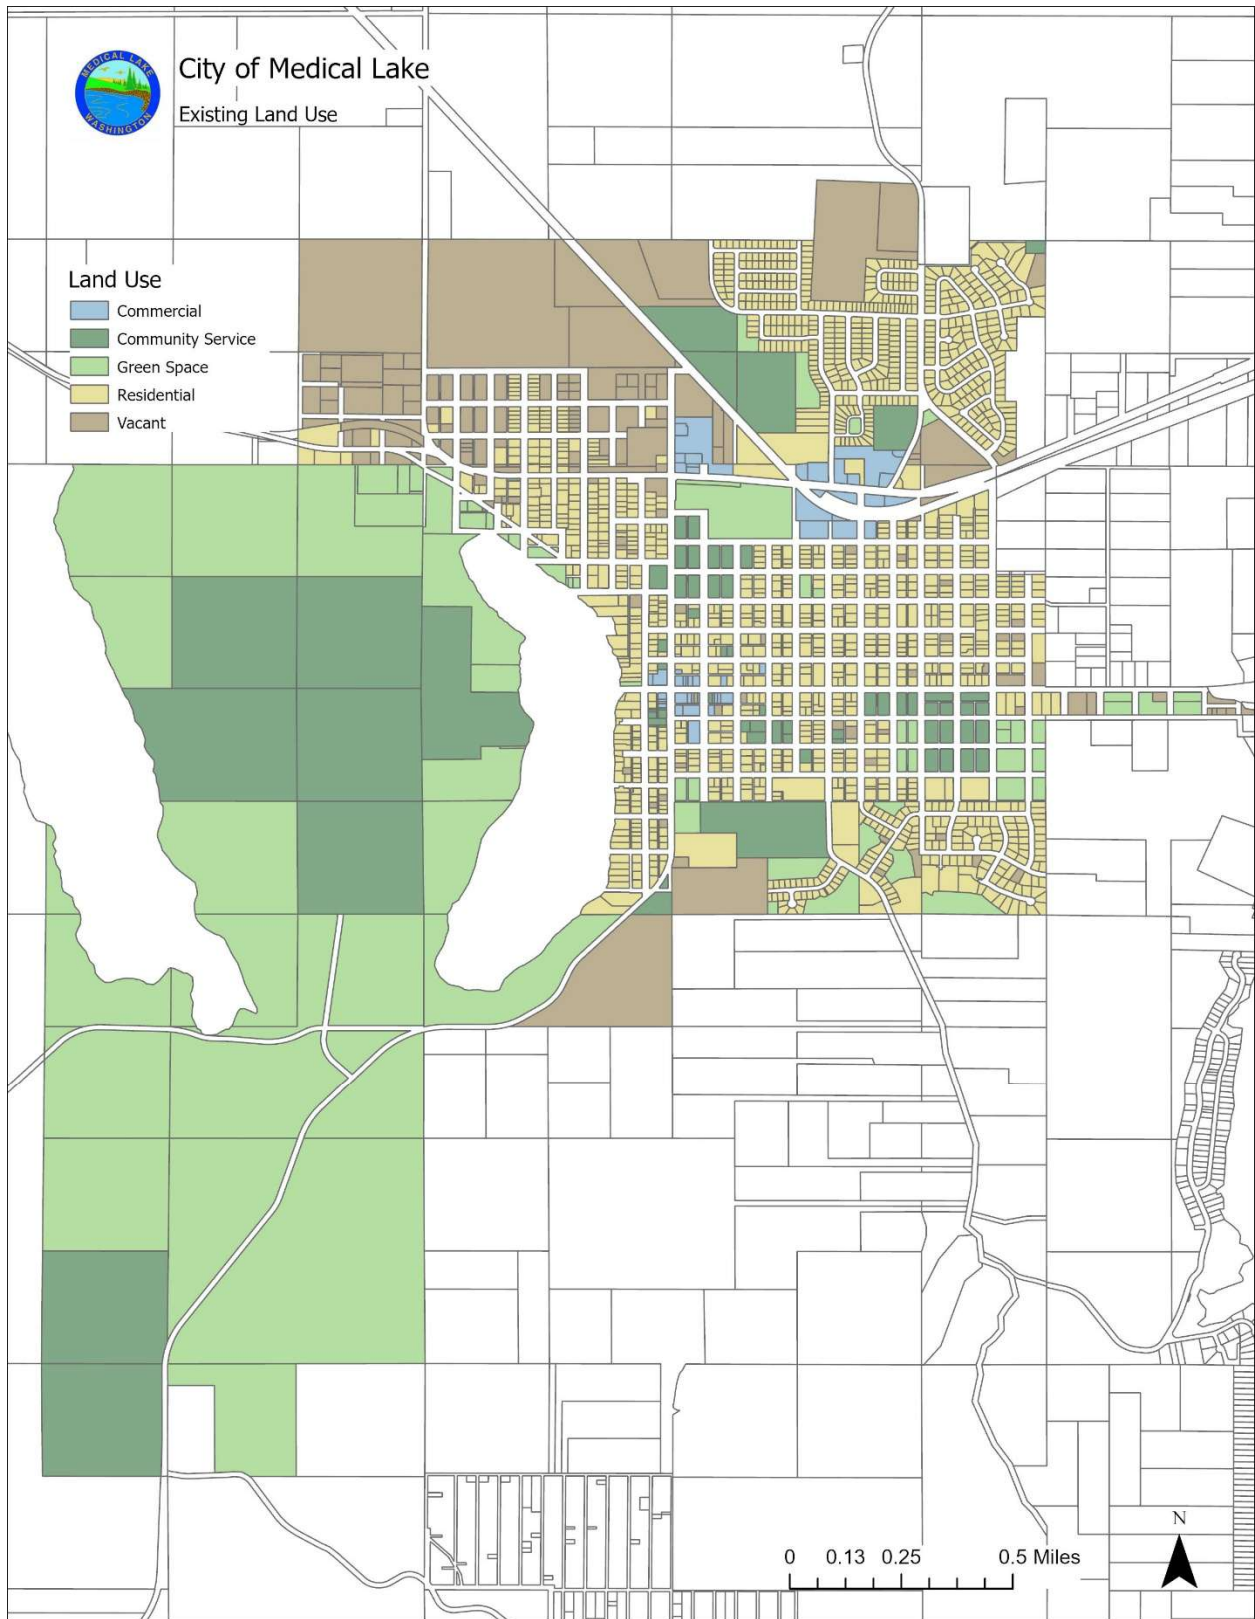 MEDICAL LAKE
WASHINGTON
City of Medical Lake
Existing Land Use
Land Use
Commercial
Community Service
Green Space
Residential
Vacant
N
0 0.13 0.25 0.5 Miles